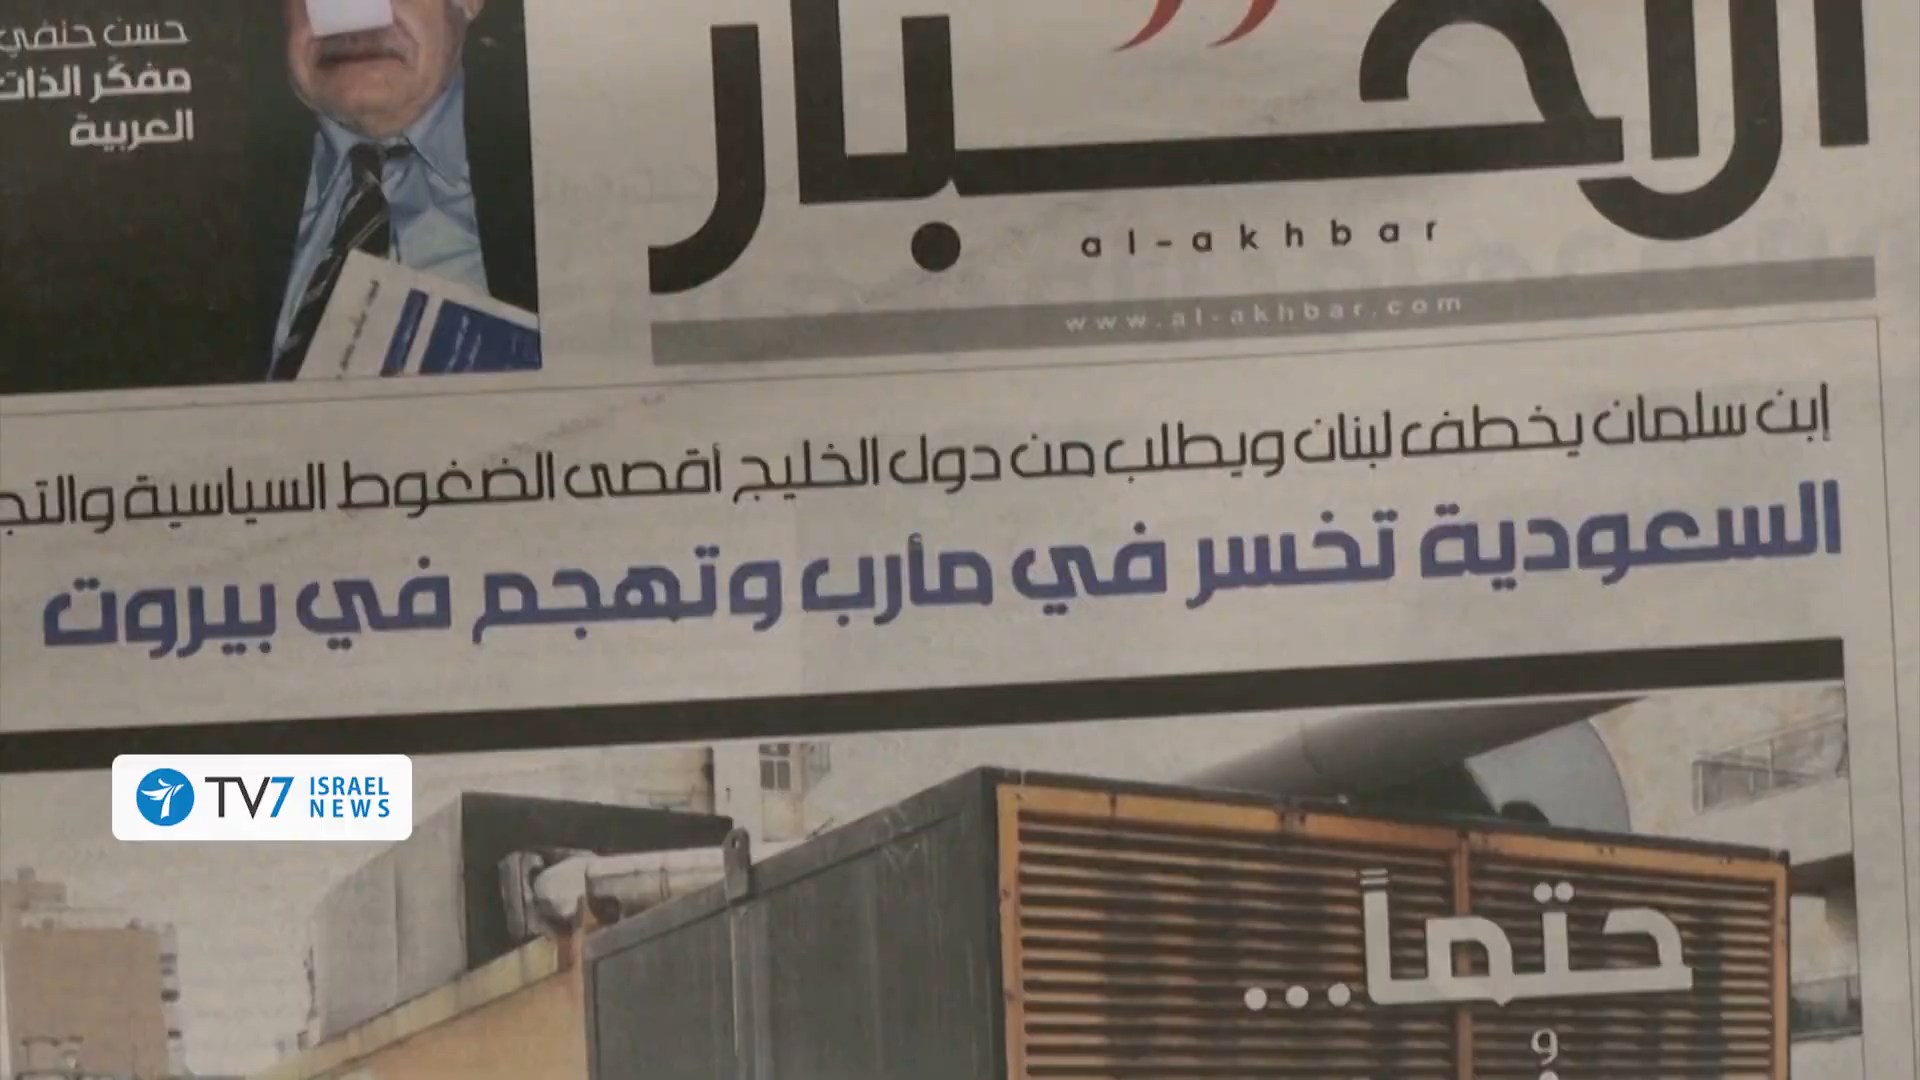 حسن حنفي
مفكّر الذات
العربية
الأخبار
al-akhbar
www.al-akhbar.com
إبن سلمان يخطف لبنان ويطلب من دول الخليج أقصى الضغوط السياسية
السعودية تخسر في مأرب وتهجم في بيروت
TV7 ISRAEL
NEWS
حتماً...